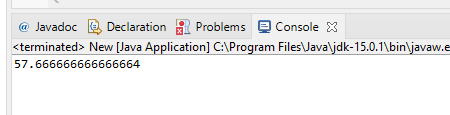 @ Javadoc Declaration Problems Console
<terminated> New [Java Application] C:\Program Files\Java\jdk-15.0.1\bin\javaw.e
57.666666666666664